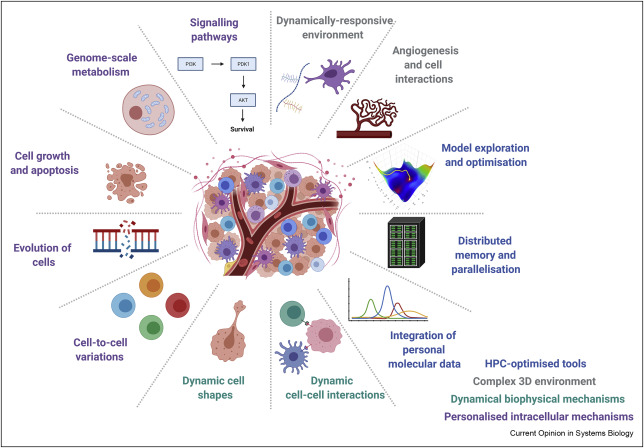 Signalling
pathways
PI3K
PDK1
AKT
Survival
Dynamically-responsive
environment
Angiogenesis
and cell
interactions
Genome-scale
metabolism
Model exploration
and optimisation
Cell growth
and apoptosis
Distributed
memory and
parallelisation
Evolution of
cells
Integration of
personal
molecular data
Cell-to-cell
variations
Dynamic cell
shapes
Dynamic
cell-cell interactions
HPC-optimised tools
Complex 3D environment
Dynamical biophysical mechanisms
Personalised intracellular mechanisms
Current Opinion in Systems Biology